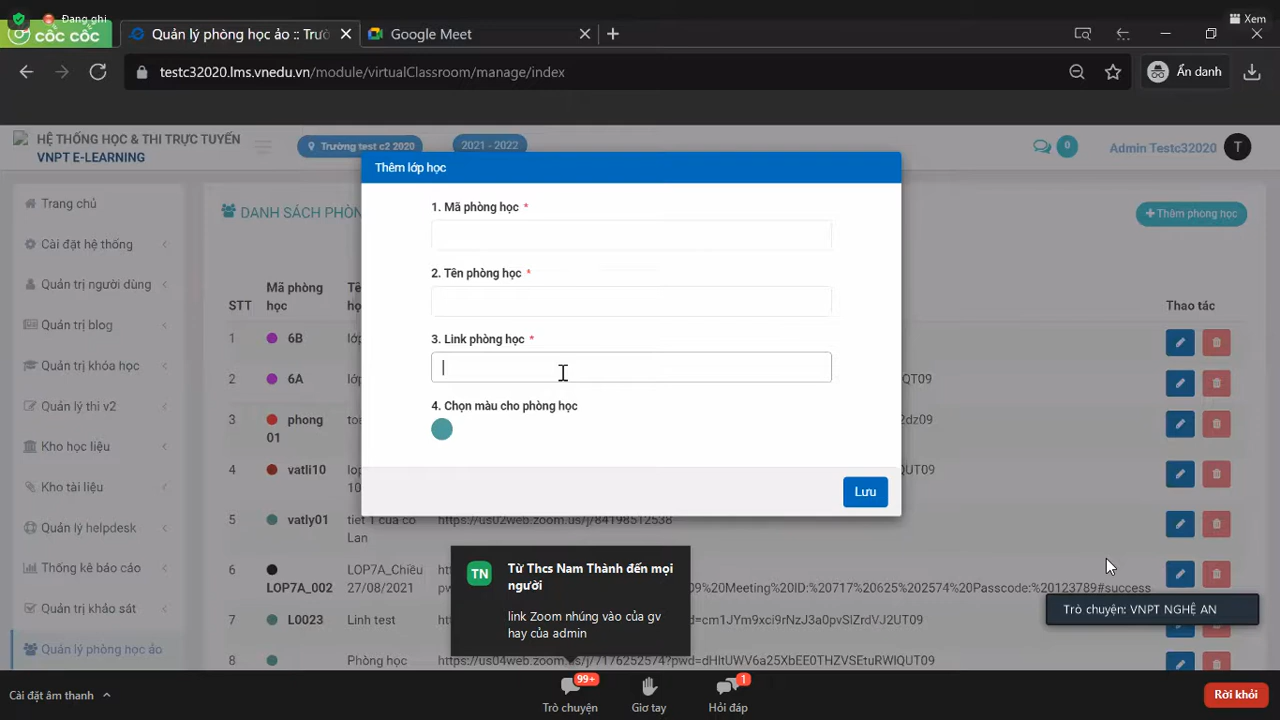 Đang ghi
Xem
cốc cốc
Quản lý phòng học ảo :: Trườ
Google Meet
testc32020.lms.vnedu.vn/module/virtualClassroom/manage/index
Ẩn danh
HỆ THỐNG HỌC & THI TRỰC TUYẾN
VNPT E-LEARNING
Trường test c2 2020
2021 - 2022
0
Admin Testc32020
T
Trang chủ
Cài đặt hệ thống
Quản trị người dùng
Quản trị blog
Quản trị khóa học
Quản lý thi v2
Kho học liệu
Kho tài liệu
Quản lý helpdesk
Thống kê báo cáo
Quản trị khảo sát
Quản lý phòng học ảo
DANH SÁCH PHÒN
Thêm phòng học
STT
Mã phòng
học
Thao tác
1 6B
2 6A
QT09
3 phong
01
2dz09
4 vatli10
10
QUT09
5 vatly01 tiết 1 của cô
Lan
https://us02web.zoom.us/j/84198512538
6 LOP7A_002
LOP7A_Chiều
27/08/2021
09%20Meeting%20ID:%20717%20625%202574%20Passcode:%20123789#success
7 L0023 Linh test
wd=cm1JYm9xci9rNzJ3a0pvSlZrdVJ2UT09
8 Phòng học https://us04web.zoom.us/j/7176252574?pwd=dHltUWV6a25XbEE0THZVSEtuRWlQUT09
Thêm lớp học
1. Mã phòng học *
2. Tên phòng học *
3. Link phòng học *
4. Chọn màu cho phòng học
Lưu
TN
Từ Thcs Nam Thành đến mọi
người
link Zoom nhúng vào của gv
hay của admin
Trò chuyện: VNPT NGHỆ AN
Cài đặt âm thanh
99+
Trò chuyện
Giơ tay
1
Hỏi đáp
Rời khỏi